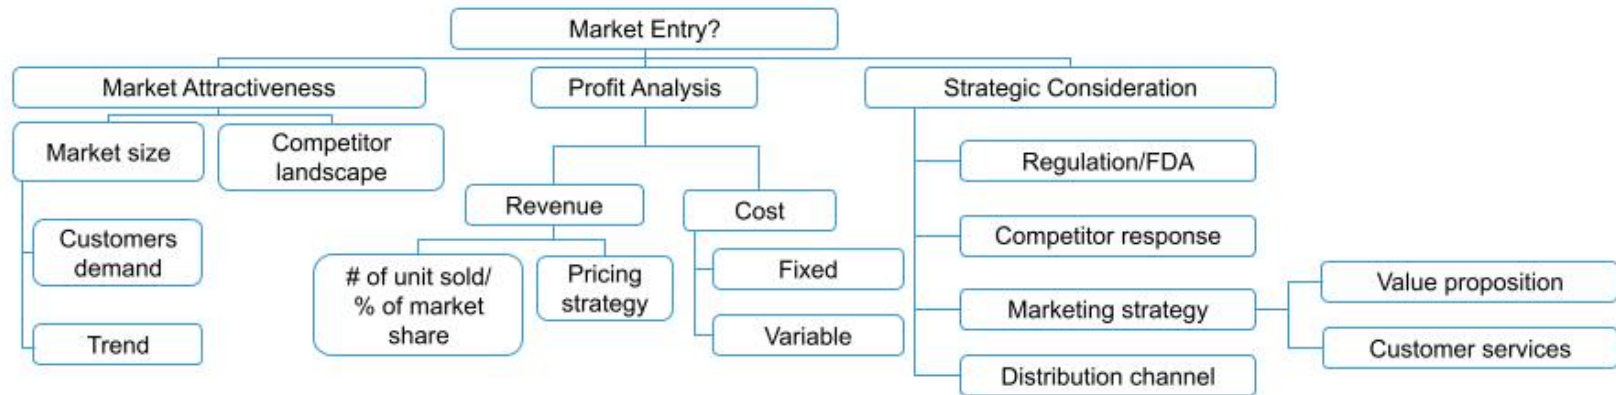 Market Entry?
Market Attractiveness
Profit Analysis
Strategic Consideration
Market size
Competitor
landscape
Customers
demand
Trend
Revenue
Cost
# of unit sold/
% of market
share
Pricing
strategy
Fixed
Variable
Regulation/FDA
Competitor response
Marketing strategy
Distribution channel
Value proposition
Customer services